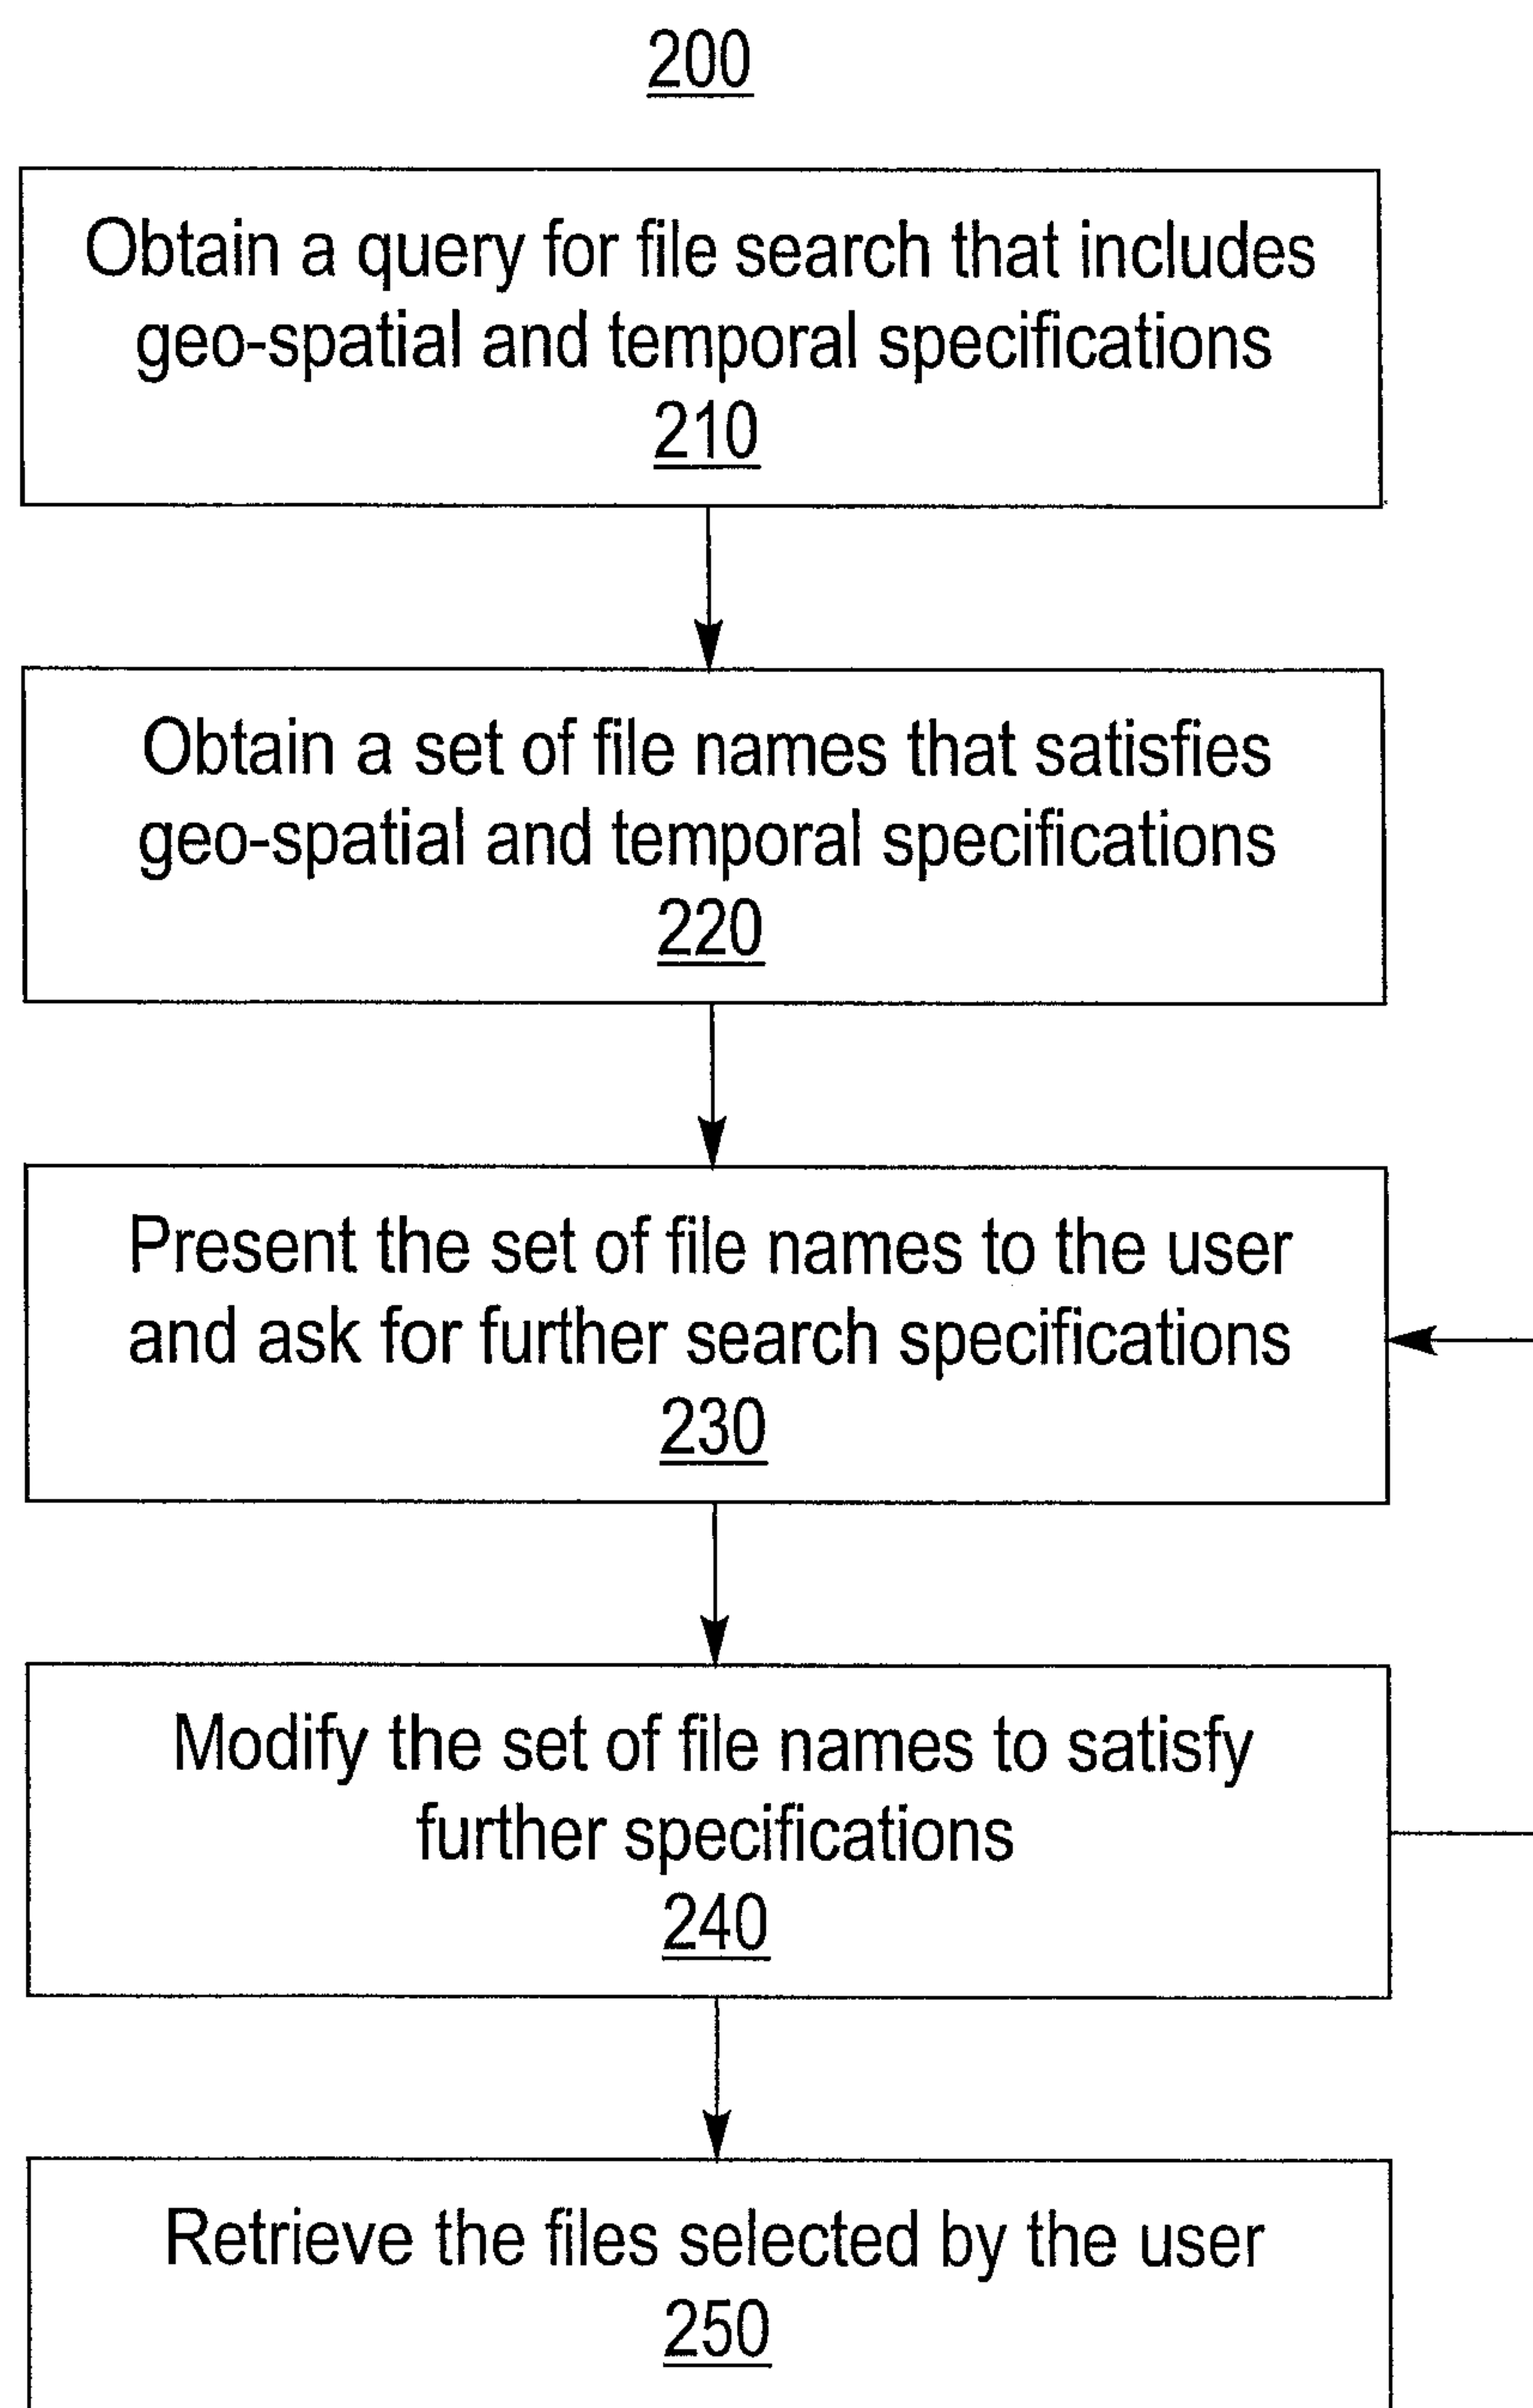 200
Obtain a query for file search that includes
geo-spatial and temporal specifications
210
Obtain a set of file names that satisfies
geo-spatial and temporal specifications
220
Present the set of file names to the user
and ask for further search specifications
230
Modify the set of file names to satisfy
further specifications
240
Retrieve the files selected by the user
250